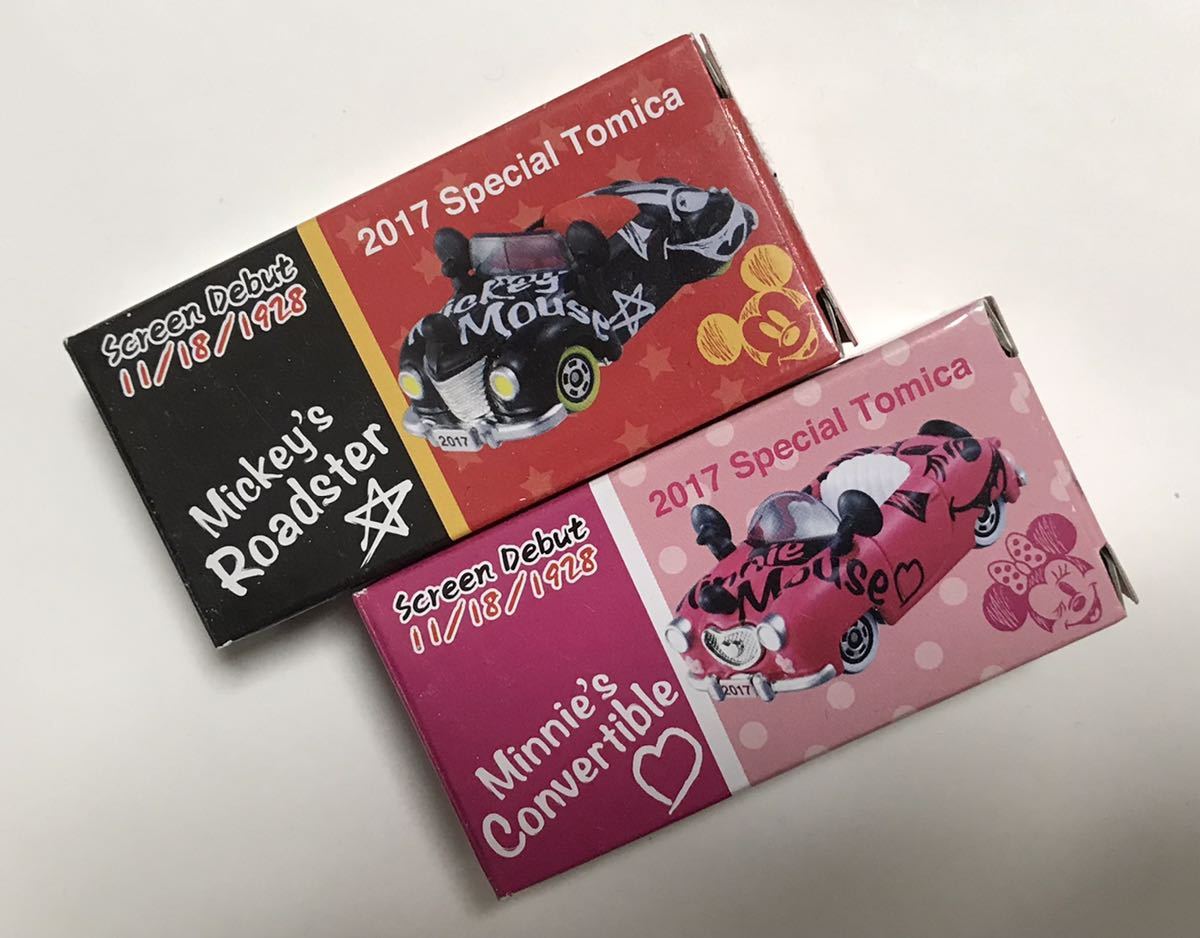 2017 Special Tomica
Screen Debut
11/18/1928
Mickey's
Roadster
Mickey
Mouse
2017
2017 Special Tomica
Screen Debut
11/18/1928
Minnie's
Convertible
Minnie
Mouse
2017